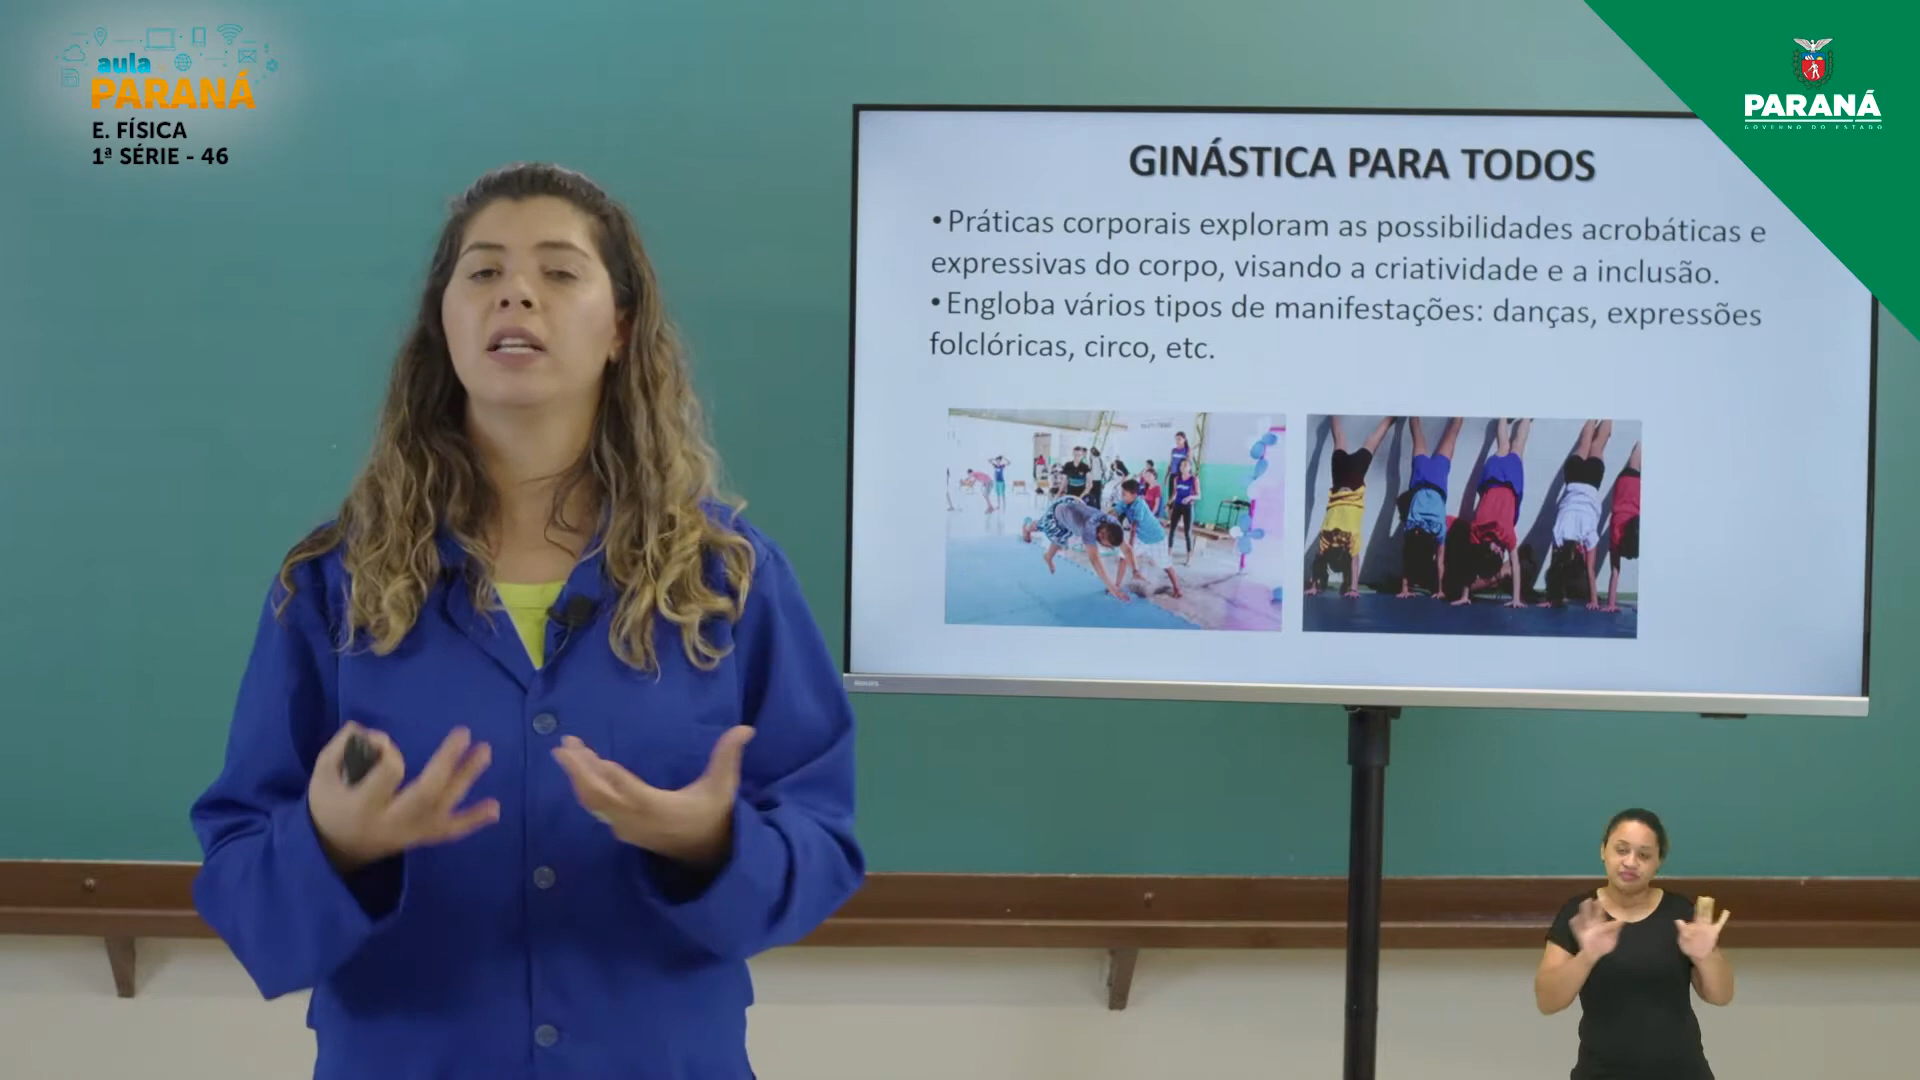 aula
PARANÁ
E. FÍSICA
1ª SÉRIE - 46
PARANÁ
GOVERNO DO ESTADO
GINÁSTICA PARA TODOS
• Práticas corporais exploram as possibilidades acrobáticas e
expressivas do corpo, visando a criatividade e a inclusão.
• Engloba vários tipos de manifestações: danças, expressões
folclóricas, circo, etc.